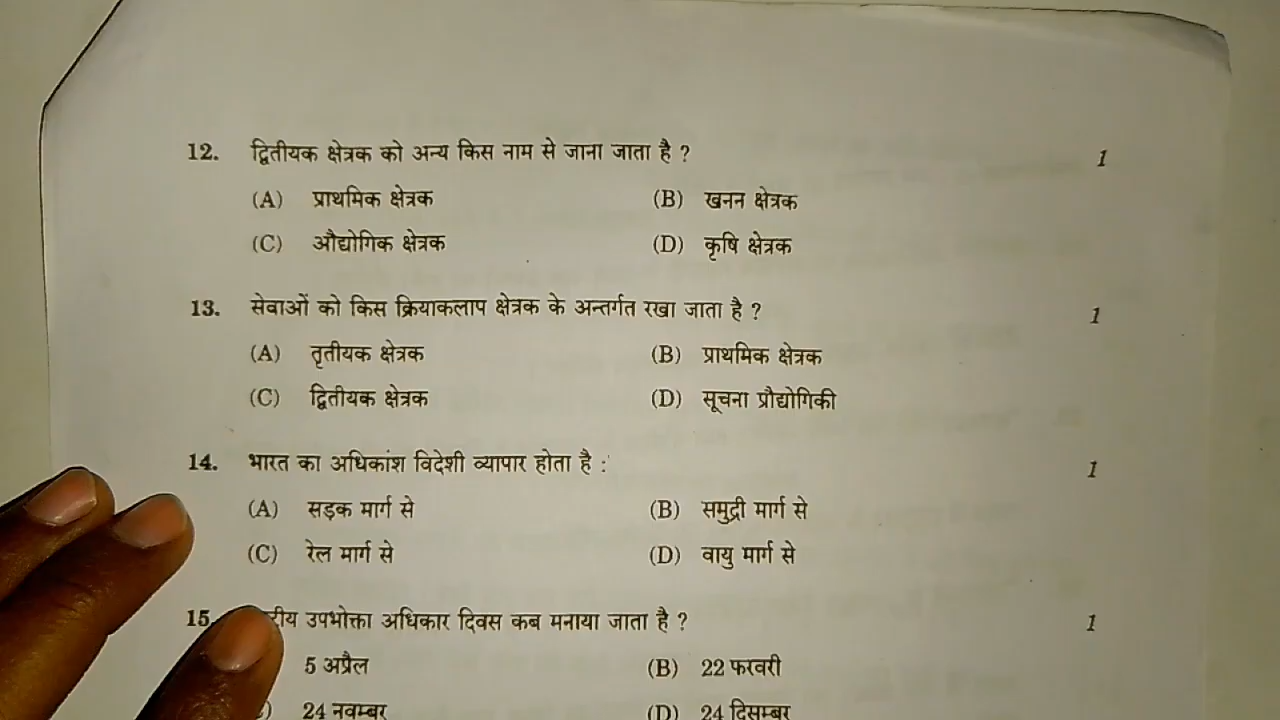 12. द्वितीयक क्षेत्रक को अन्य किस नाम से जाना जाता है ? 1
(A) प्राथमिक क्षेत्रक (B) खनन क्षेत्रक
(C) औद्योगिक क्षेत्रक (D) कृषि क्षेत्रक
13. सेवाओं को किस क्रियाकलाप क्षेत्रक के अन्तर्गत रखा जाता है ? 1
(A) तृतीयक क्षेत्रक (B) प्राथमिक क्षेत्रक
(C) द्वितीयक क्षेत्रक (D) सूचना प्रौद्योगिकी
14. भारत का अधिकांश विदेशी व्यापार होता है : 1
(A) सड़क मार्ग से (B) समुद्री मार्ग से
(C) रेल मार्ग से (D) वायु मार्ग से
15. उपभोक्ता अधिकार दिवस कब मनाया जाता है ? 1
5 अप्रैल (B) 22 फरवरी
24 नवम्बर (D) 24 दिसम्बर